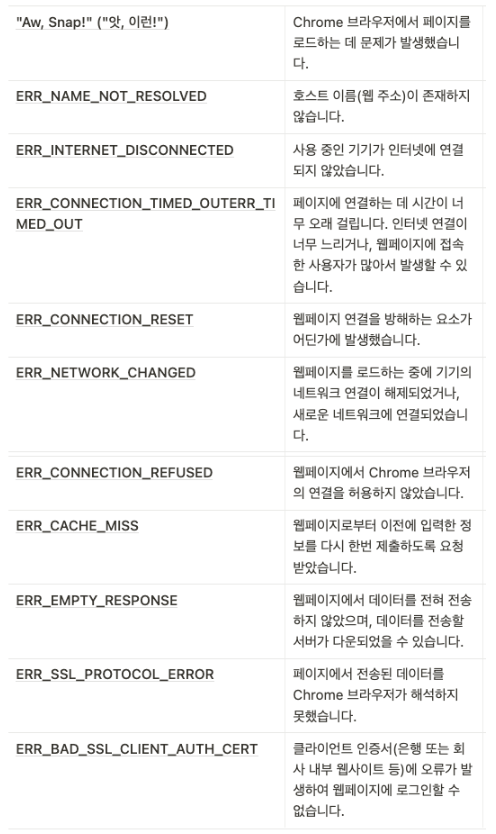 "Aw, Snap!" ("앗, 이런!")
Chrome 브라우저에서 페이지를
로드하는 데 문제가 발생했습니
다.
ERR_NAME_NOT_RESOLVED
호스트 이름(웹 주소)이 존재하지
않습니다.
ERR_INTERNET_DISCONNECTED
사용 중인 기기가 인터넷에 연결
되지 않았습니다.
ERR_CONNECTION_TIMED_OUTERR_TI
MED_OUT
페이지에 연결하는 데 시간이 너
무 오래 걸립니다. 인터넷 연결이
너무 느리거나, 웹페이지에 접속
한 사용자가 많아서 발생할 수 있
습니다.
ERR_CONNECTION_RESET
웹페이지 연결을 방해하는 요소가
어딘가에 발생했습니다.
ERR_NETWORK_CHANGED
웹페이지를 로드하는 중에 기기의
네트워크 연결이 해제되었거나,
새로운 네트워크에 연결되었습니
다.
ERR_CONNECTION_REFUSED
웹페이지에서 Chrome 브라우저
의 연결을 허용하지 않았습니다.
ERR_CACHE_MISS
웹페이지로부터 이전에 입력한 정
보를 다시 한번 제출하도록 요청
받았습니다.
ERR_EMPTY_RESPONSE
웹페이지에서 데이터를 전혀 전송
하지 않았으며, 데이터를 전송할
서버가 다운되었을 수 있습니다.
ERR_SSL_PROTOCOL_ERROR
페이지에서 전송된 데이터를
Chrome 브라우저가 해석하지
못했습니다.
ERR_BAD_SSL_CLIENT_AUTH_CERT
클라이언트 인증서(은행 또는 회
사 내부 웹사이트 등)에 오류가 발
생하여 웹페이지에 로그인할 수
없습니다.